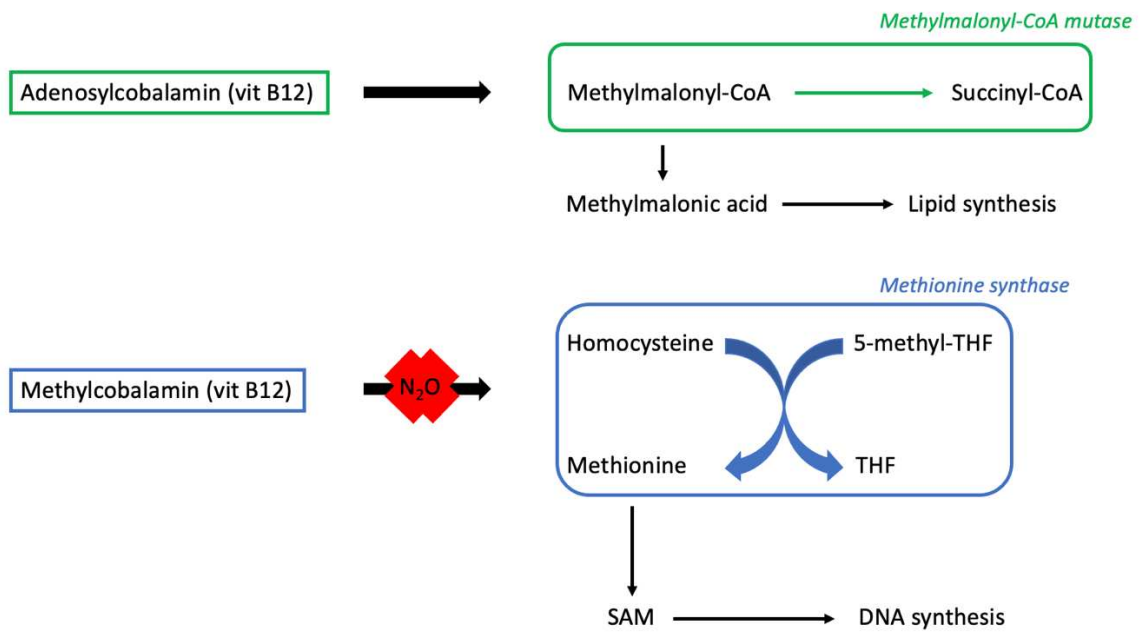 Methylmalonyl-CoA mutase
Adenosylcobalamin (vit B12)
Methylmalonyl-CoA
Succinyl-CoA
Methylmalonic acid
Lipid synthesis
Methionine synthase
Homocysteine
5-methyl-THF
Methylcobalamin (vit B12)
N₂O
Methionine
THF
SAM
DNA synthesis